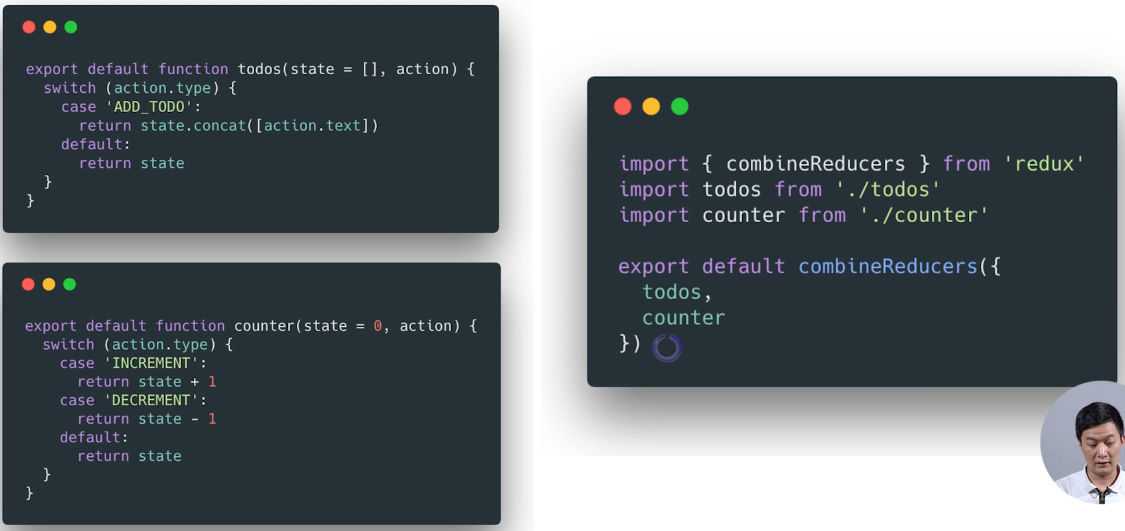 export default function todos(state = [], action) {
  switch (action.type) {
    case 'ADD_TODO':
      return state.concat([action.text])
    default:
      return state
  }
}
export default function counter(state = 0, action) {
  switch (action.type) {
    case 'INCREMENT':
      return state + 1
    case 'DECREMENT':
      return state - 1
    default:
      return state
  }
}
import { combineReducers } from 'redux'
import todos from './todos'
import counter from './counter'
export default combineReducers({
  todos,
  counter
})